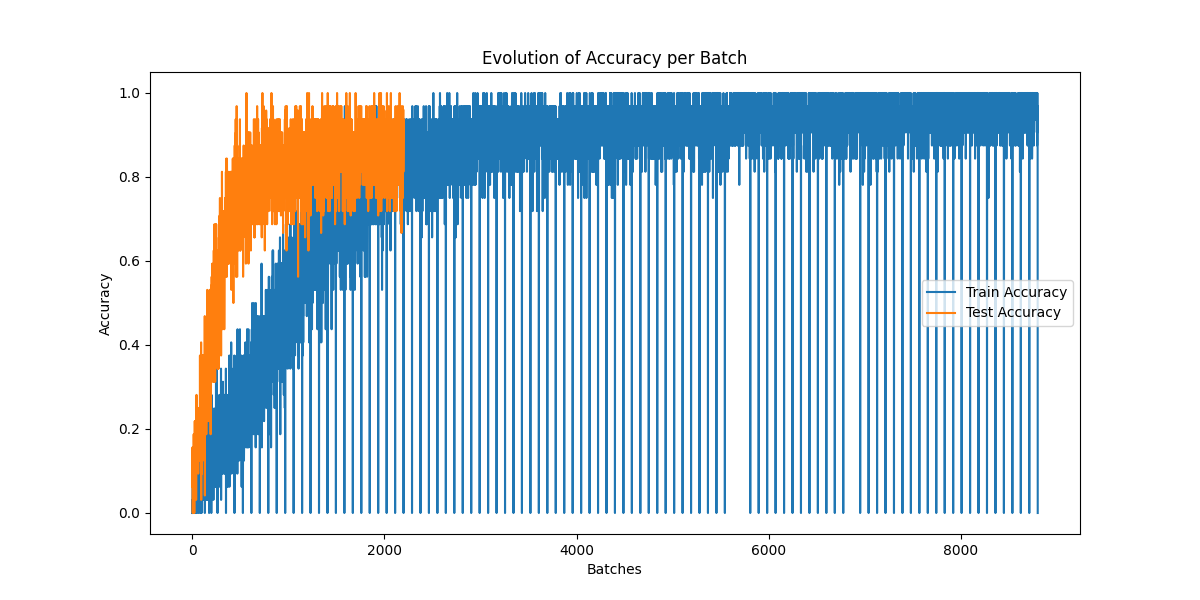 Evolution of Accuracy per Batch
Accuracy
1.0
0.8
0.6
0.4
0.2
0.0
Train Accuracy
Test Accuracy
0 2000 4000 6000 8000
Batches